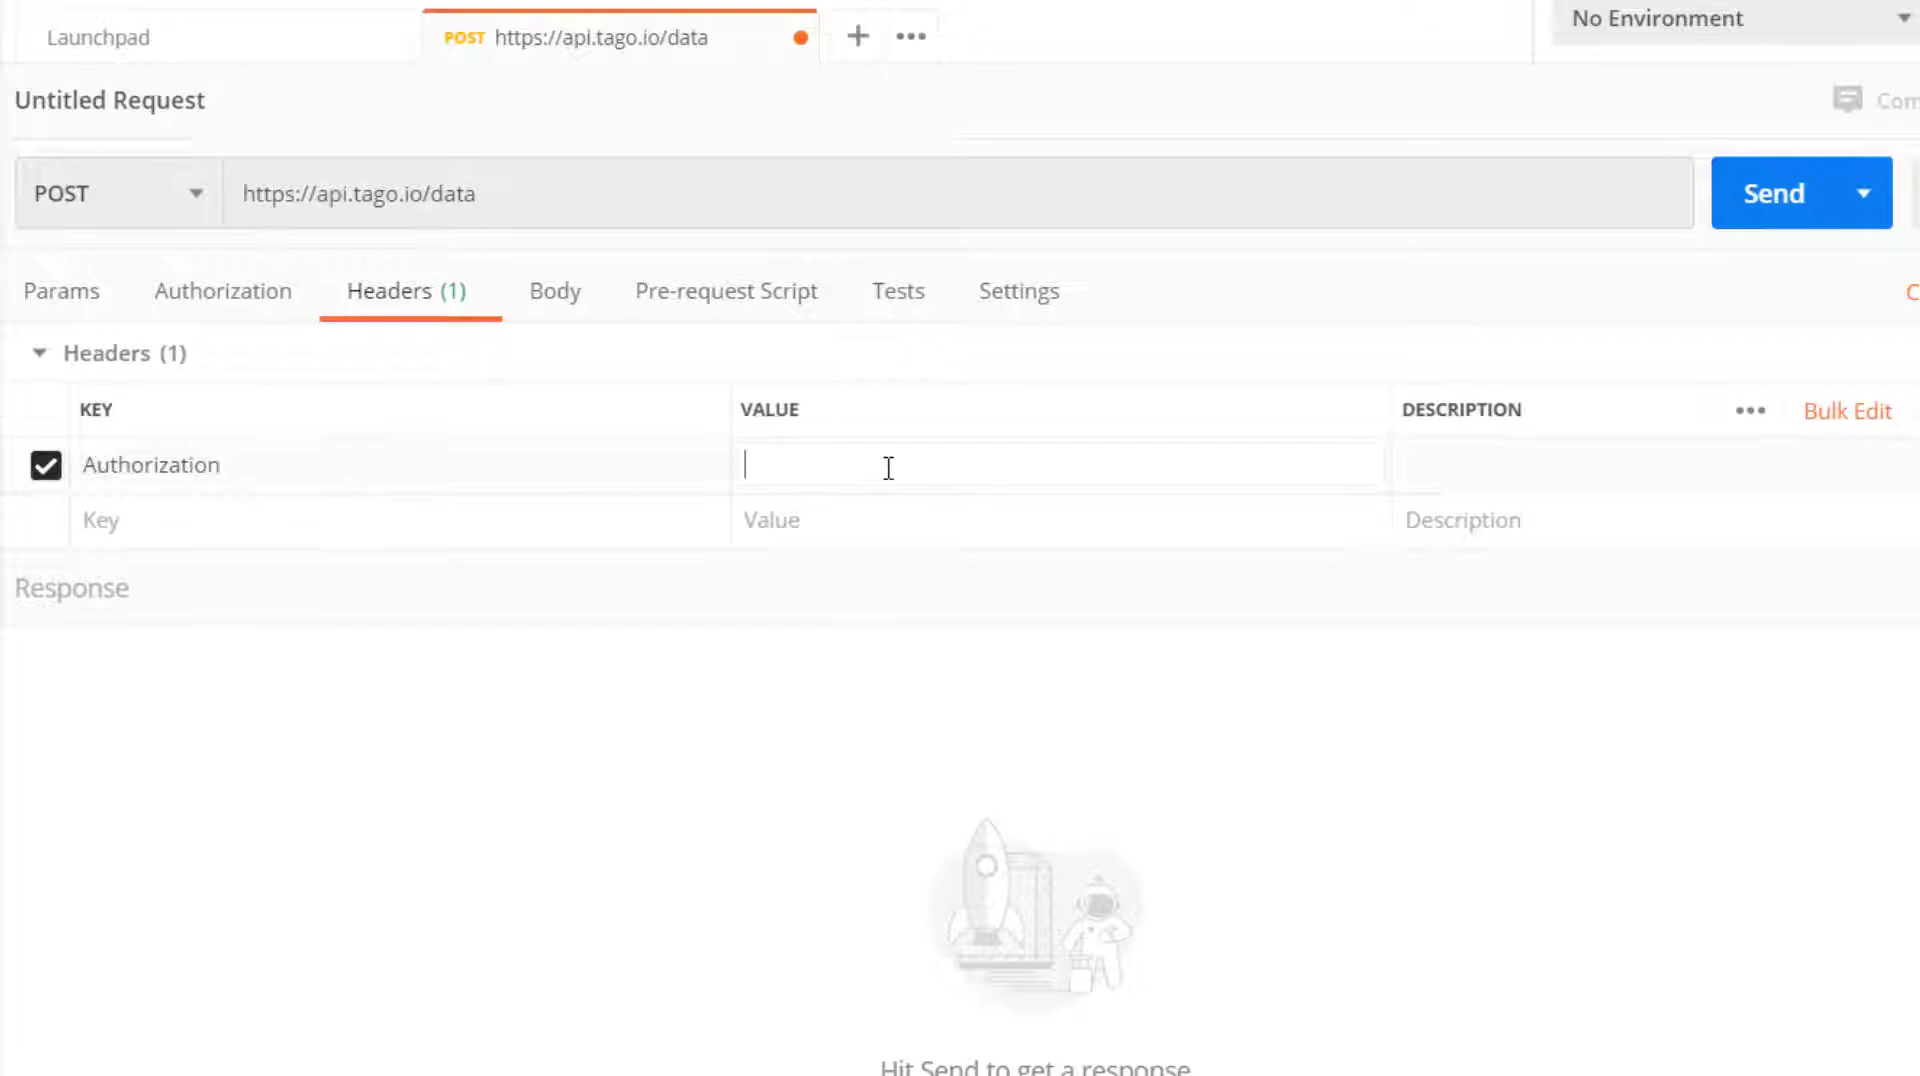 Launchpad
POST https://api.tago.io/data
No Environment
Untitled Request
Com
POST
https://api.tago.io/data
Send
Params
Authorization
Headers (1)
Body
Pre-request Script
Tests
Settings
C
Headers (1)
KEY
VALUE
DESCRIPTION
Bulk Edit
Authorization
Key
Value
Description
Response
Hit Send to get a response